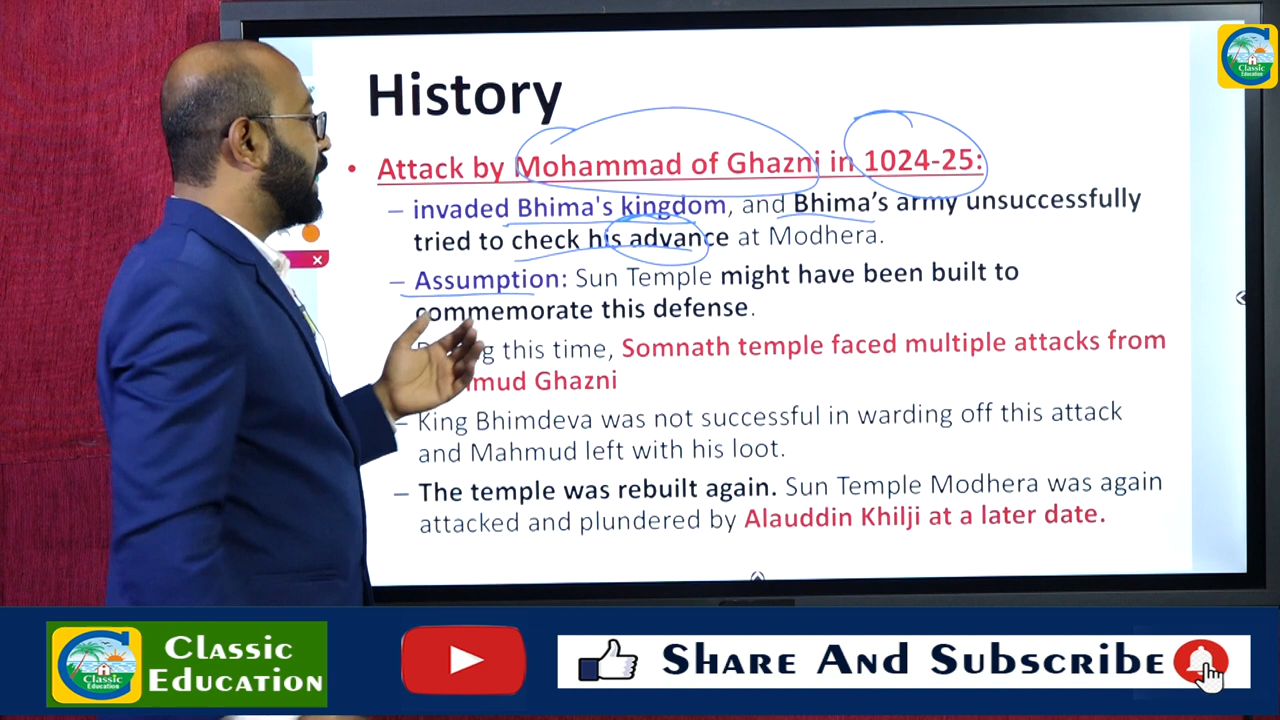 Classic
Education
History
• Attack by Mohammad of Ghazni in 1024-25:
– invaded Bhima's kingdom, and Bhima's army unsuccessfully
tried to check his advance at Modhera.
– Assumption: Sun Temple might have been built to
commemorate this defense.
this time, Somnath temple faced multiple attacks from
Ghazni
– King Bhimdeva was not successful in warding off this attack
and Mahmud left with his loot.
– The temple was rebuilt again. Sun Temple Modhera was again
attacked and plundered by Alauddin Khilji at a later date.
Classic
Education
Classic
Education
Share And Subscribe